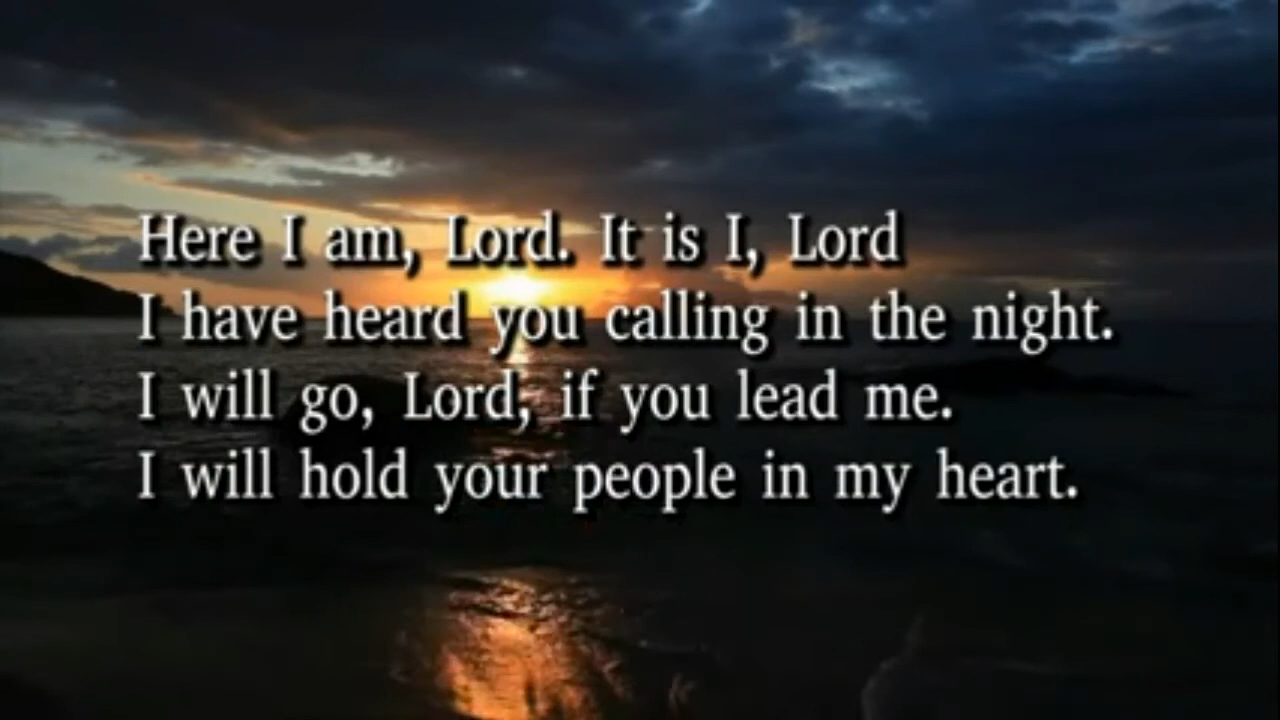 Here I am, Lord. It is I, Lord
I have heard you calling in the night.
I will go, Lord, if you lead me.
I will hold your people in my heart.